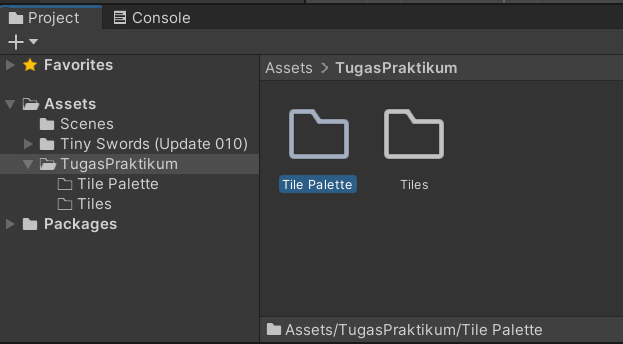 Project Console
Favorites
Assets
Scenes
Tiny Swords (Update 010)
TugasPraktikum
Tile Palette
Tiles
Packages
Assets > TugasPraktikum
Tile Palette Tiles
Assets/TugasPraktikum/Tile Palette